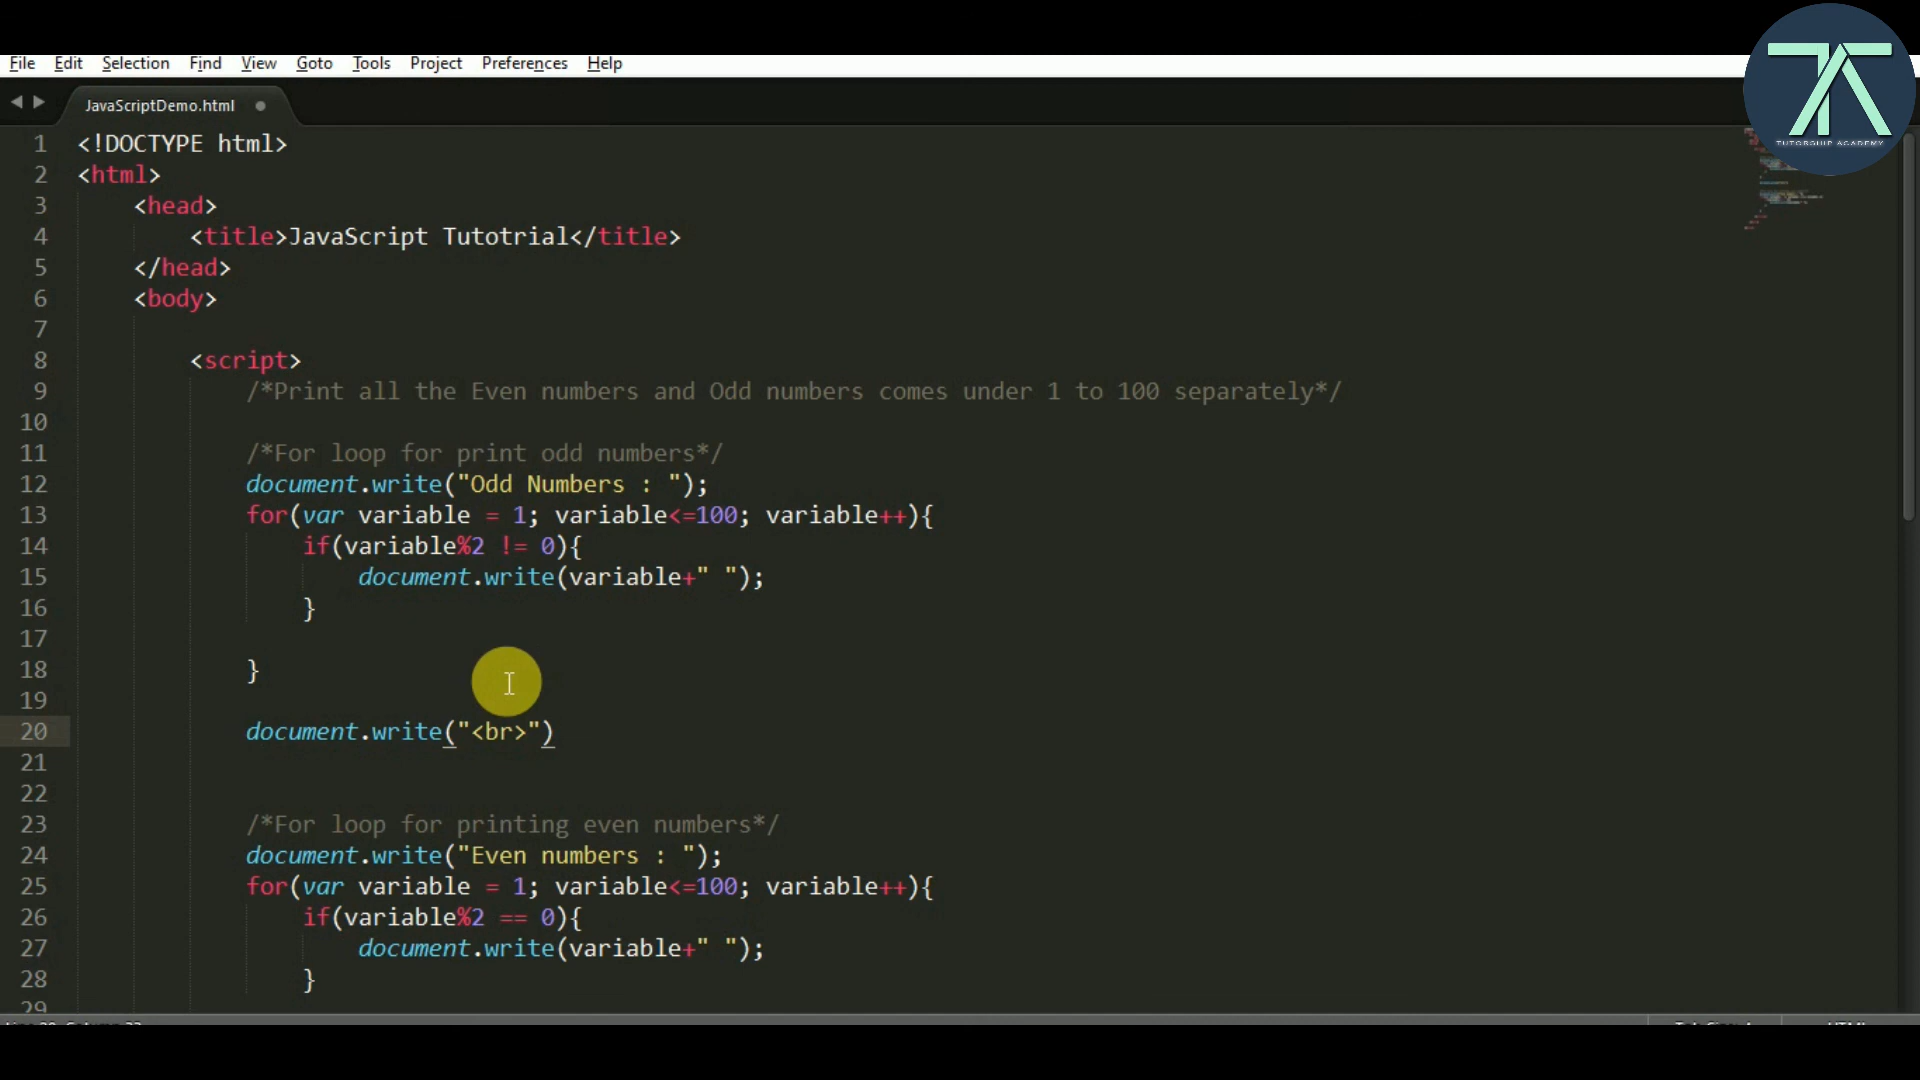 File Edit Selection Find View Goto Tools Project Preferences Help
TUTORSHIP ACADEMY
JavaScriptDemo.html
1 <!DOCTYPE html>
2 <html>
3 <head>
4 <title>JavaScript Tutotrial</title>
5 </head>
6 <body>
7
8 <script>
9 /*Print all the Even numbers and Odd numbers comes under 1 to 100 separately*/
10
11 /*For loop for print odd numbers*/
12 document.write("Odd Numbers : ");
13 for(var variable = 1; variable<=100; variable++){
14 if(variable%2 != 0){
15 document.write(variable+" ");
16 }
17
18 }
19
20 document.write("<br>")
21
22
23 /*For loop for printing even numbers*/
24 document.write("Even numbers : ");
25 for(var variable = 1; variable<=100; variable++){
26 if(variable%2 == 0){
27 document.write(variable+" ");
28 }
29